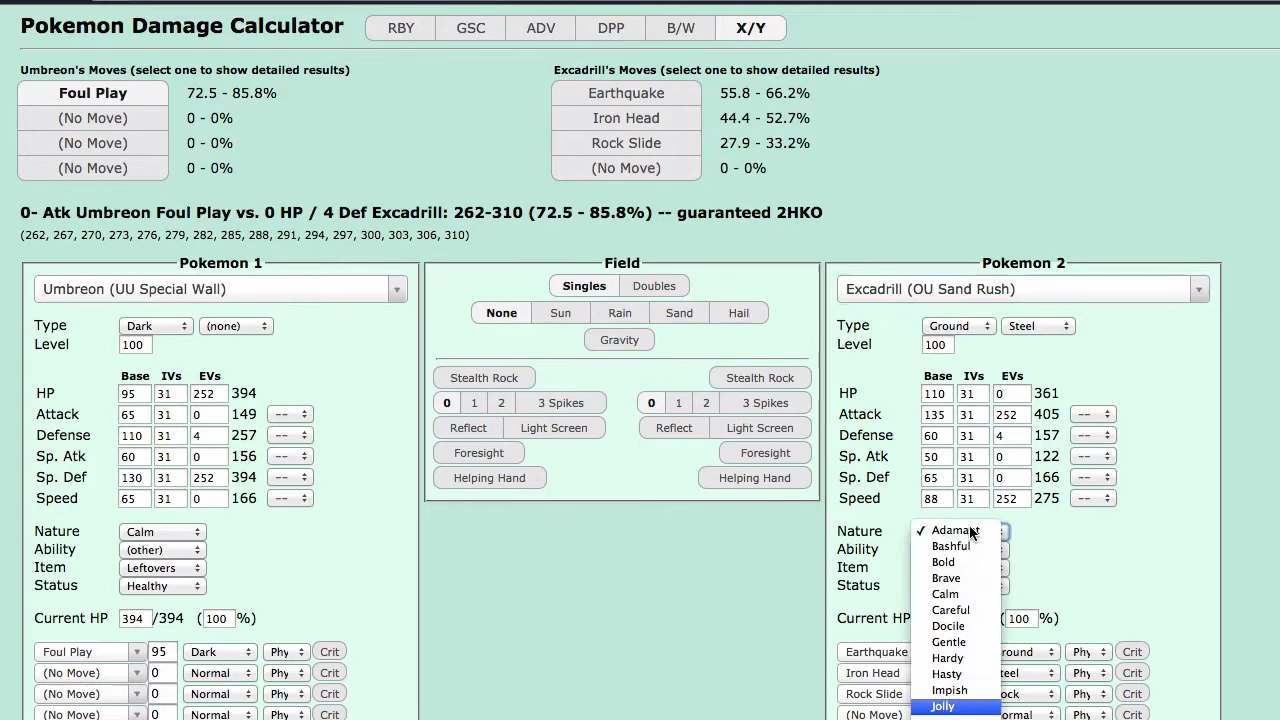 Pokemon Damage Calculator RBY GSC ADV DPP B/W X/Y
Umbreon's Moves (select one to show detailed results) Excadrill's Moves (select one to show detailed results)
Foul Play 72.5 - 85.8% Earthquake 55.8 - 66.2%
(No Move) 0 - 0% Iron Head 44.4 - 52.7%
(No Move) 0 - 0% Rock Slide 27.9 - 33.2%
(No Move) 0 - 0% (No Move) 0 - 0%
0- Atk Umbreon Foul Play vs. 0 HP / 4 Def Excadrill: 262-310 (72.5 - 85.8%) -- guaranteed 2HKO
(262, 267, 270, 273, 276, 279, 282, 285, 288, 291, 294, 297, 300, 303, 306, 310)
Pokemon 1
Umbreon (UU Special Wall)
Type Dark (none)
Level 100
Base IVs EVs
HP 95 31 252 394
Attack 65 31 0 149 --
Defense 110 31 4 257 --
Sp. Atk 60 31 0 156 --
Sp. Def 130 31 252 394 --
Speed 65 31 0 166 --
Nature Calm
Ability (other)
Item Leftovers
Status Healthy
Current HP 394 /394 (100 %)
Foul Play 95 Dark Phy Crit
(No Move) 0 Normal Phy Crit
(No Move) 0 Normal Phy Crit
(No Move) 0 Normal Phy Crit
Field
Singles Doubles
None Sun Rain Sand Hail
Gravity
Stealth Rock Stealth Rock
0 1 2 3 Spikes 0 1 2 3 Spikes
Reflect Light Screen Reflect Light Screen
Foresight Foresight
Helping Hand Helping Hand
Pokemon 2
Excadrill (OU Sand Rush)
Type Ground Steel
Level 100
Base IVs EVs
HP 110 31 0 361
Attack 135 31 252 405 --
Defense 60 31 4 157 --
Sp. Atk 50 31 0 122 --
Sp. Def 65 31 0 166 --
Speed 88 31 252 275 --
Nature ✓ Adamant
Bashful
Ability
Bold
Item
Brave
Status
Calm
Careful
Current HP (100 %)
Docile
Gentle
Earthquake round Phy Crit
Hardy
Iron Head teel Phy Crit
Hasty
Rock Slide ock Phy Crit
Impish
Jolly
(No Move) ormal Phy Crit